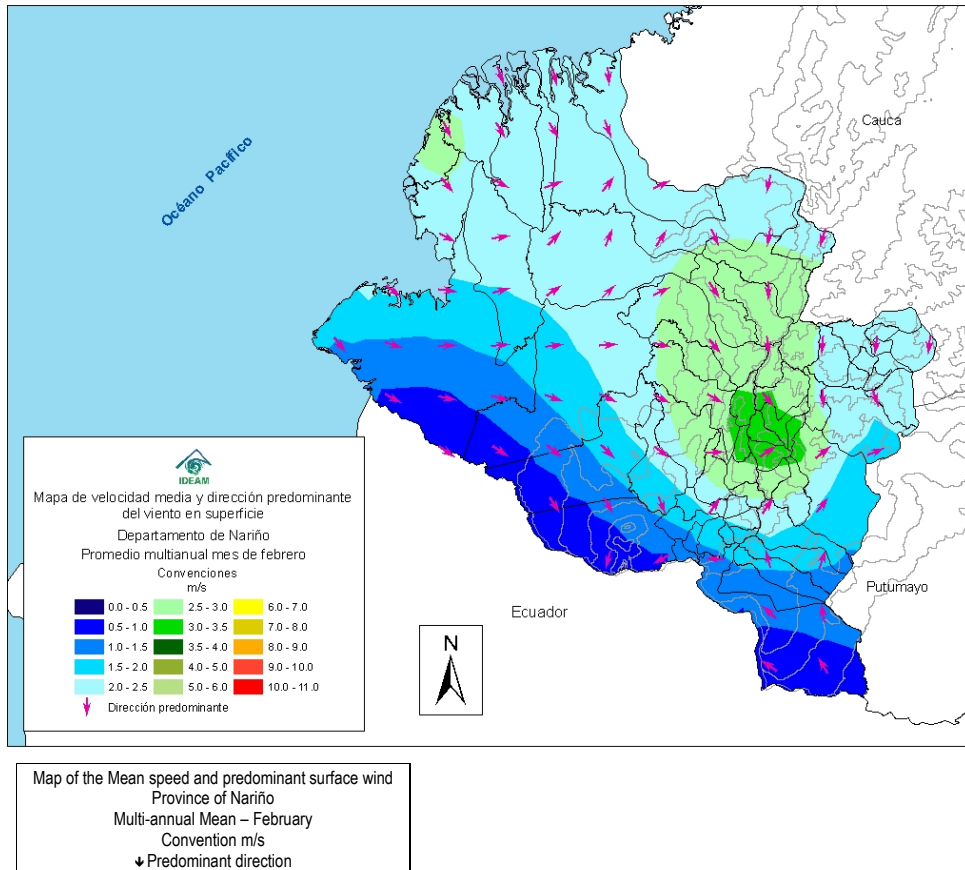 Cauca
Océano Pacífico
IDEAM
Mapa de velocidad media y dirección predominante
del viento en superficie
Departamento de Nariño
Promedio multianual mes de febrero
Convenciones
m/s
0.0 - 0.5 2.5 - 3.0 6.0 - 7.0
0.5 - 1.0 3.0 - 3.5 7.0 - 8.0
1.0 - 1.5 3.5 - 4.0 8.0 - 9.0
1.5 - 2.0 4.0 - 5.0 9.0 - 10.0
2.0 - 2.5 5.0 - 6.0 10.0 - 11.0
Dirección predominante
Putumayo
Ecuador
N
Map of the Mean speed and predominant surface wind
Province of Nariño
Multi-annual Mean – February
Convention m/s
Predominant direction